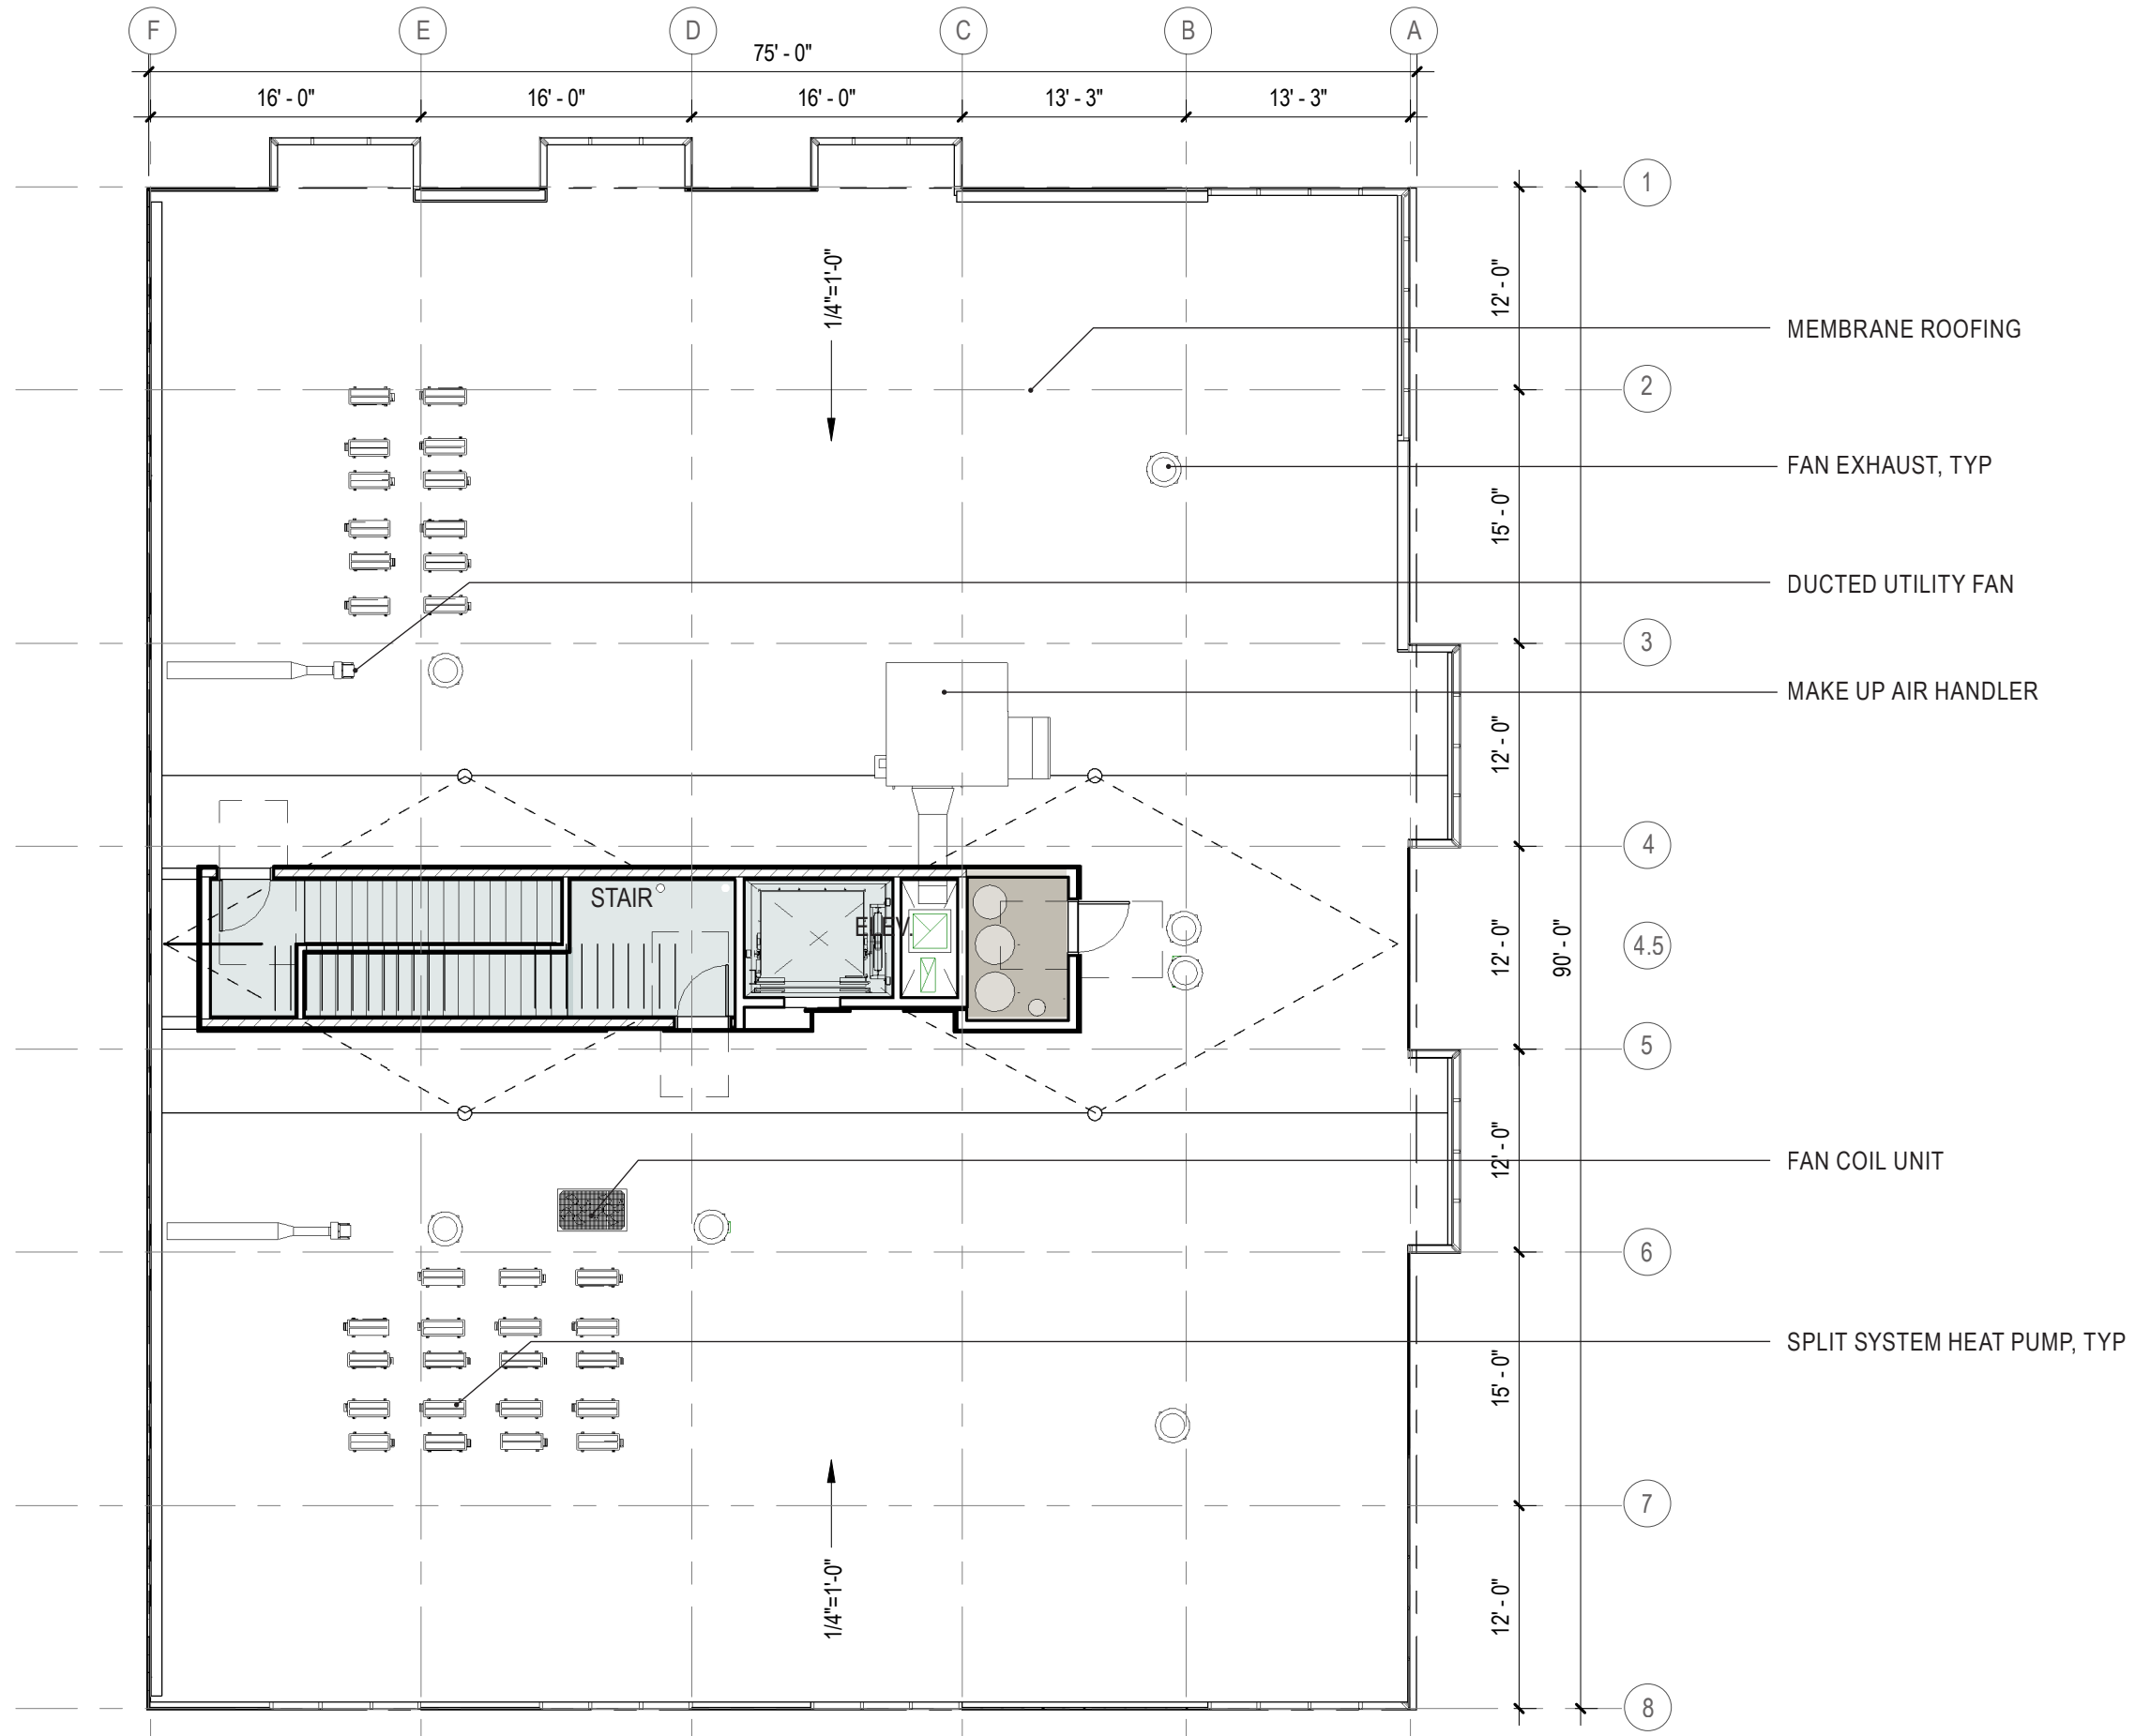 F
E
D
C
B
A
75' - 0"
16' - 0"
16' - 0"
16' - 0"
13' - 3"
13' - 3"
1
12' - 0"
1/4"=1'-0"
MEMBRANE ROOFING
2
FAN EXHAUST, TYP
15' - 0"
DUCTED UTILITY FAN
3
MAKE UP AIR HANDLER
12' - 0"
4
STAIR
ELEV.
12' - 0"
90' - 0"
4.5
5
12' - 0"
FAN COIL UNIT
6
SPLIT SYSTEM HEAT PUMP, TYP
15' - 0"
7
1/4"=1'-0"
12' - 0"
8